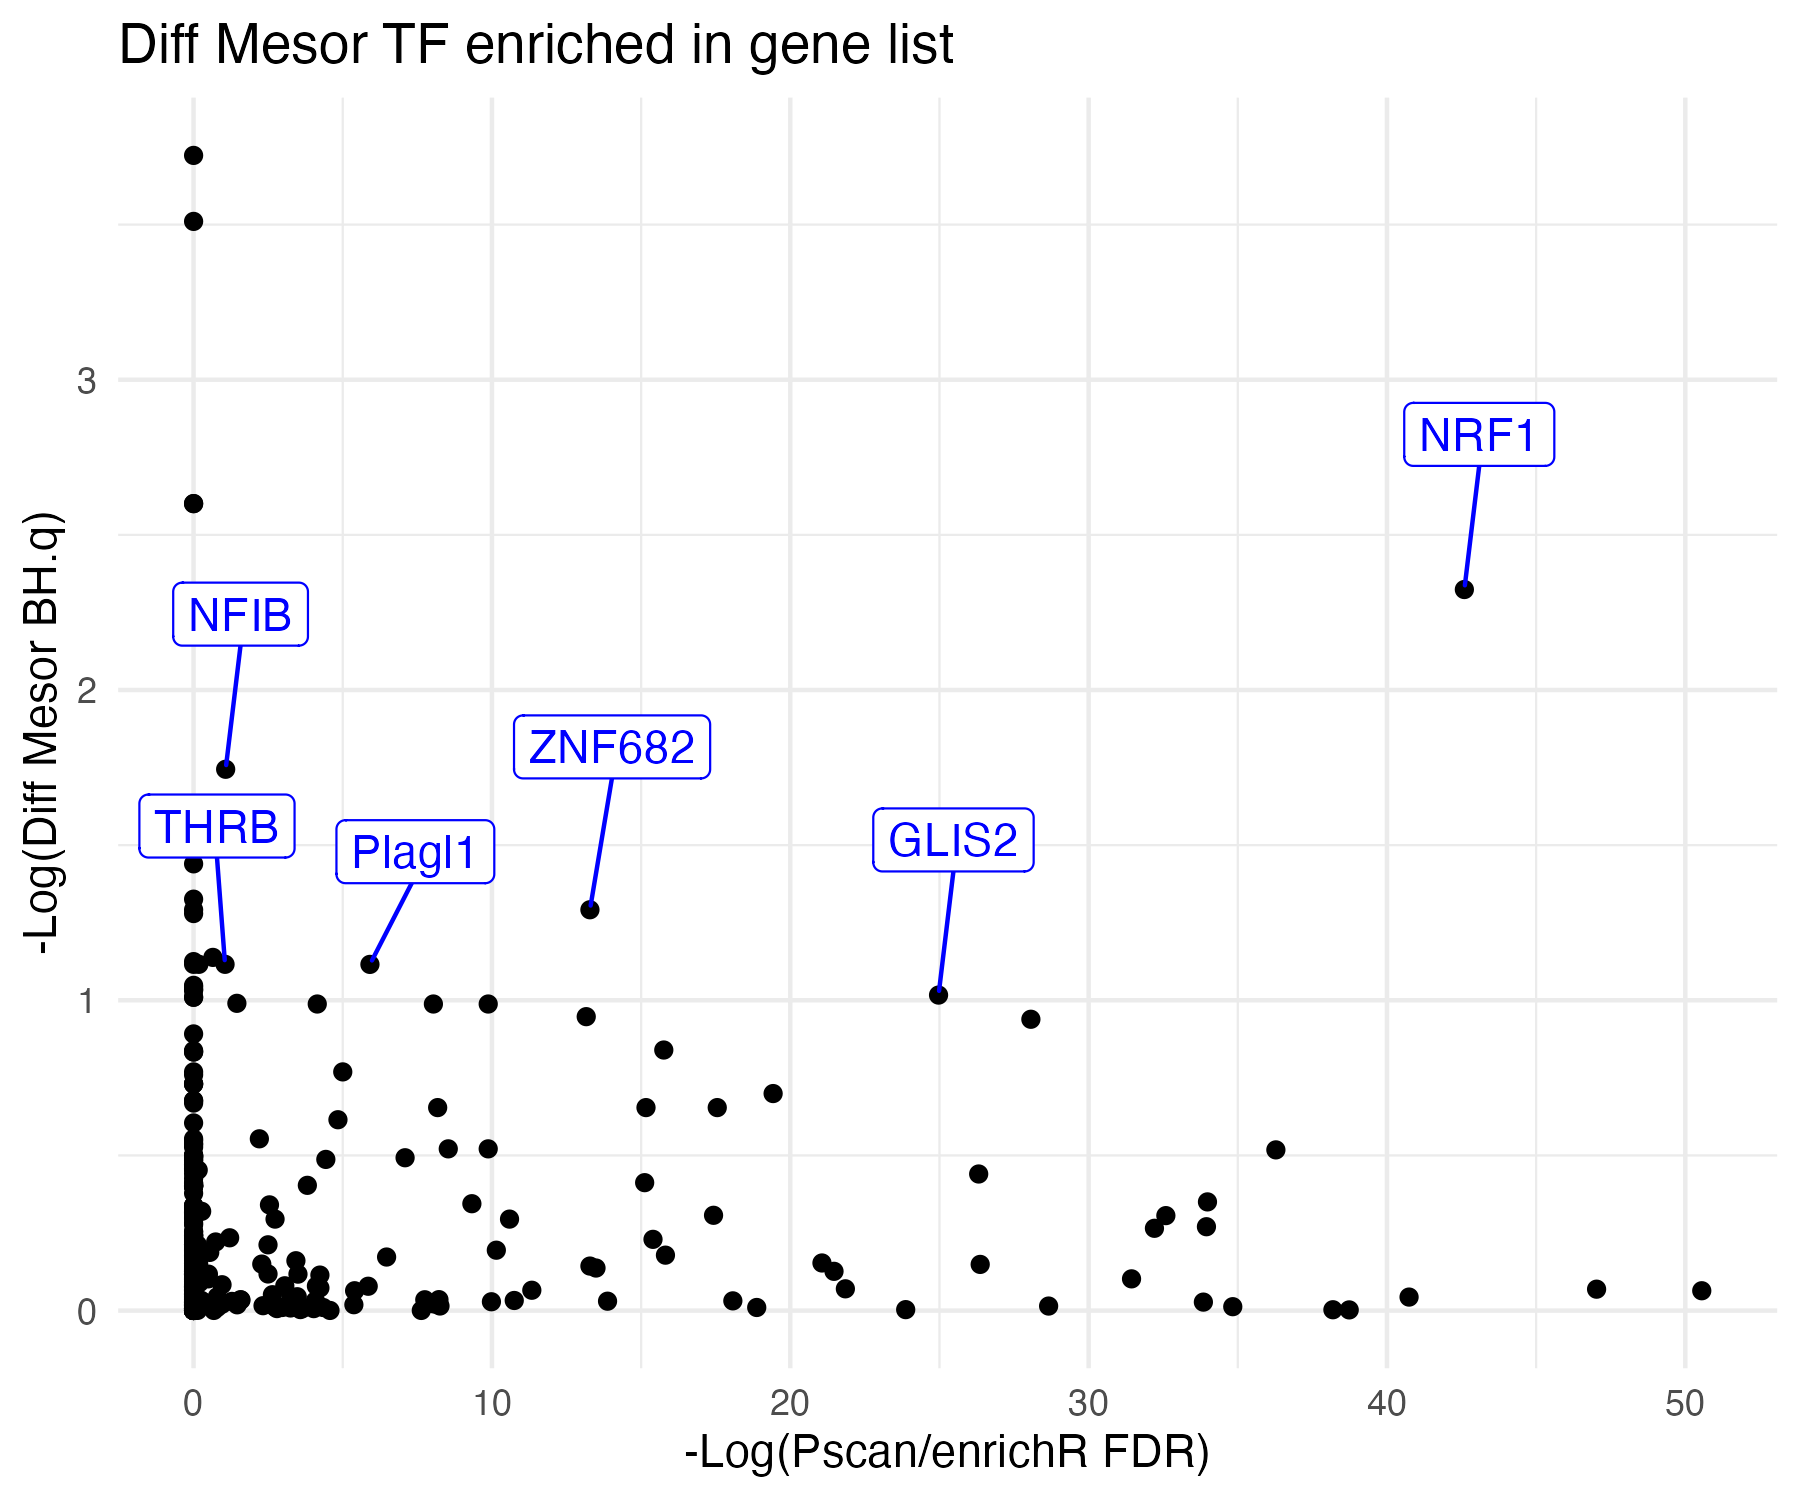 Diff Mesor TF enriched in gene list
-Log(Diff Mesor BH.q)
3
2
1
0
NRF1
NFIB
ZNF682
THRB
Plagl1
GLIS2
0
10
20
30
40
50
-Log(Pscan/enrichR FDR)